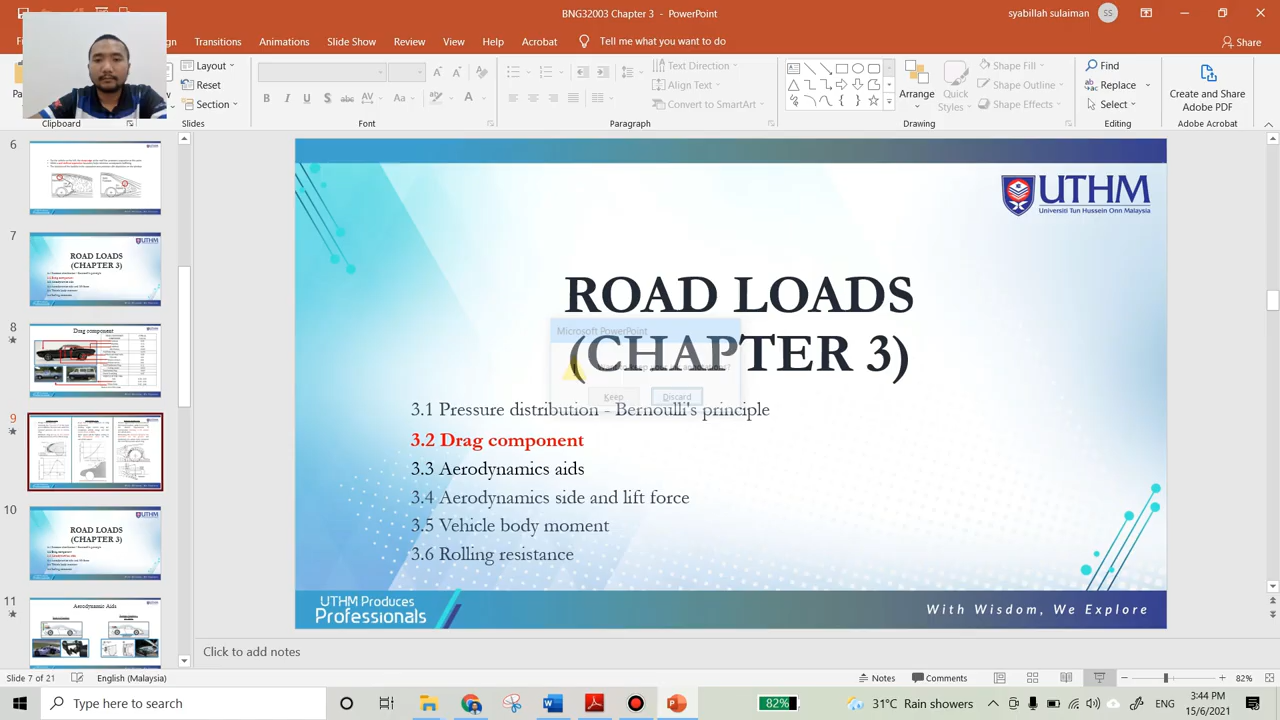 BNG32003 Chapter 3 - PowerPoint
syabillah sulaiman
SS
Transitions
Animations
Slide Show
Review
View
Help
Acrobat
Tell me what you want to do
Share
Layout
Reset
Section
Text Direction
Align Text
Convert to SmartArt
Arrange
Quick
Styles
Shape Fill
Shape Outline
Shape Effects
Find
Replace
Select
Create and Share
Adobe PDF
Clipboard
Slides
Font
Paragraph
Drawing
Editing
Adobe Acrobat
7
ROAD LOADS
(CHAPTER 3)
8
Drag component
9
10
ROAD LOADS
(CHAPTER 3)
11
Aerodynamic Aids
UTHM
Universiti Tun Hussein Onn Malaysia
ROAD LOADS
(CHAPTER 3)
Microsoft PowerPoint
Keep
Discard
3.1 Pressure distribution - Bernoulli's principle
3.2 Drag component
3.3 Aerodynamics aids
3.4 Aerodynamics side and lift force
3.5 Vehicle body moment
3.6 Rolling resistance
UTHM PRODUCES
Professionals
With Wisdom, We Explore
Click to add notes
Slide 7 of 21
English (Malaysia)
Notes
Comments
82%
Type here to search
82%
31°C Rain showers
ENG
3:44 PM
15/6/2021